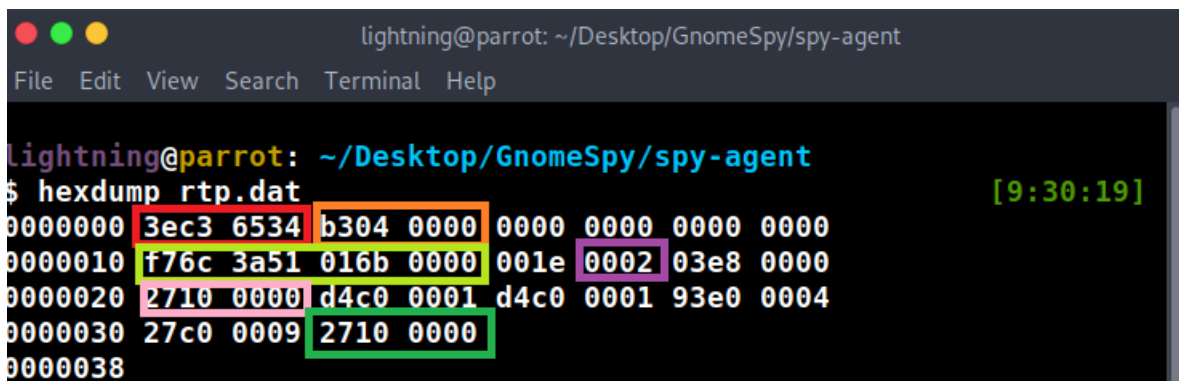 lightning@parrot: ~/Desktop/GnomeSpy/spy-agent
File Edit View Search Terminal Help
lightning@parrot: ~/Desktop/GnomeSpy/spy-agent
$ hexdump rtp.dat [9:30:19]
0000000 3ec3 6534 b304 0000 0000 0000 0000 0000
0000010 f76c 3a51 016b 0000 001e 0002 03e8 0000
0000020 2710 0000 d4c0 0001 d4c0 0001 93e0 0004
0000030 27c0 0009 2710 0000
0000038